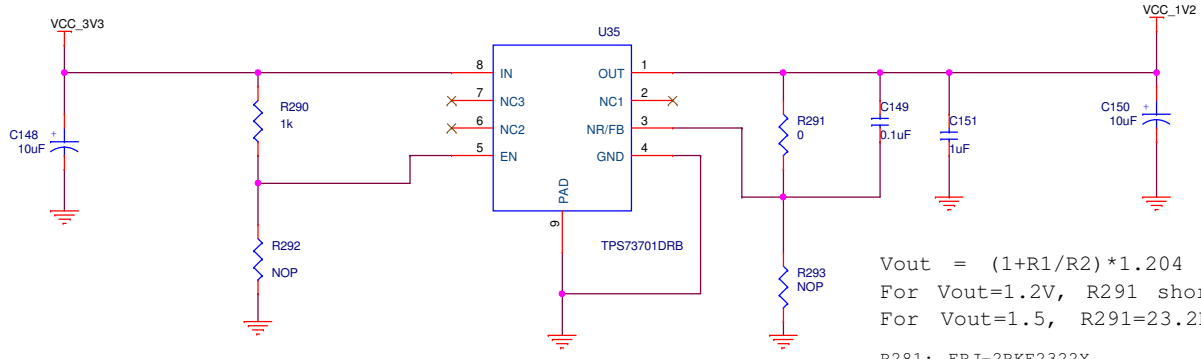 VCC_3V3
VCC_1V2
U35
8 IN
OUT 1
7 NC3
NC1 2
6 NC2
NR/FB 3
5 EN
GND 4
PAD
9
TPS73701DRB
C148
+
10uF
R290
1k
R292
NOP
R291
0
C149
0.1uF
C151
1uF
C150
+
10uF
R293
NOP
Vout = (1+R1/R2)*1.204
For Vout=1.2V, R291
For Vout=1.5, R291=23.2